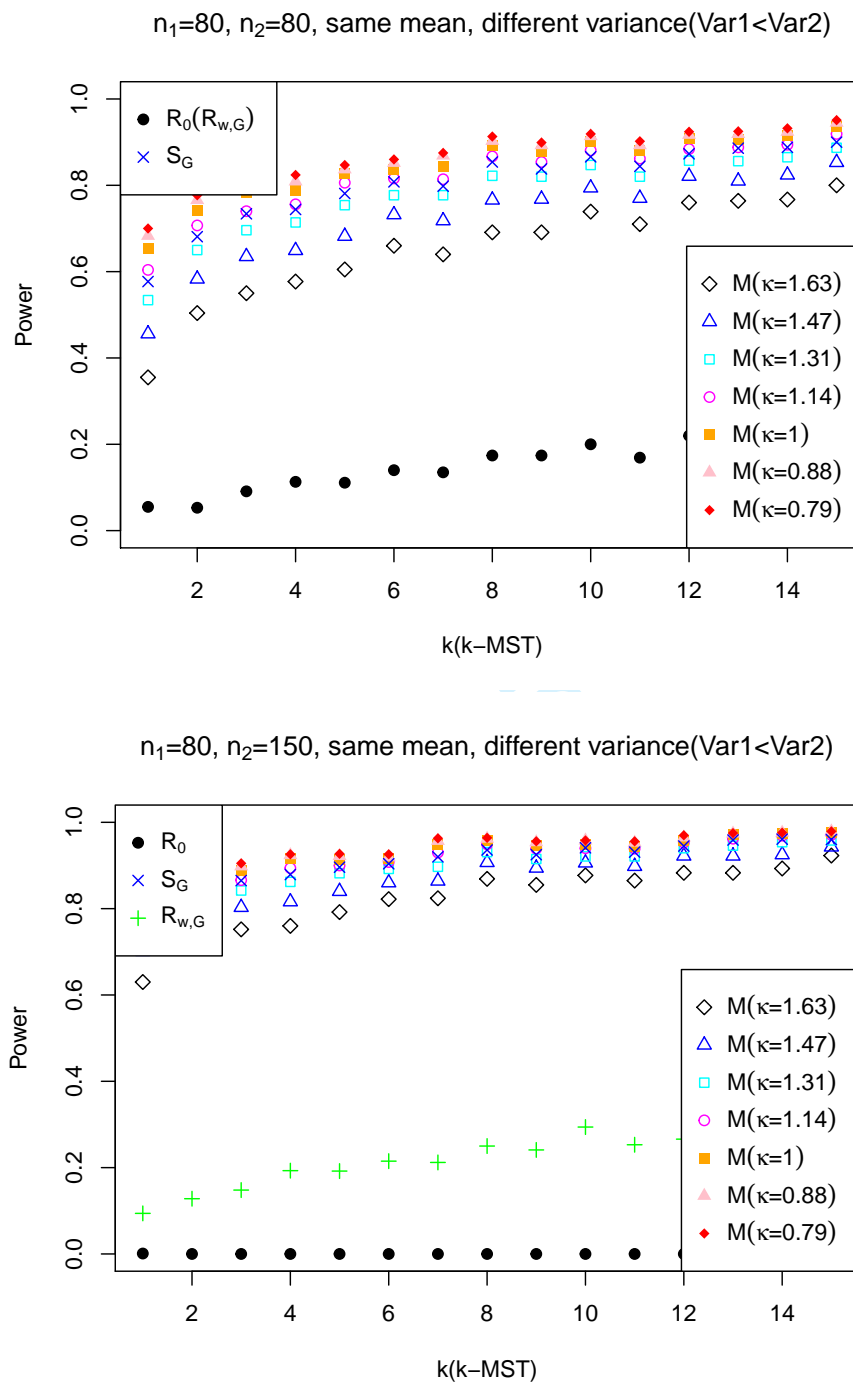 n₁=80, n₂=80, same mean, different variance(Var1<Var2)
1.0
0.8
0.6
0.4
0.2
0.0
Power
R₀(R_w,G)
S_G
M(κ=1.63)
M(κ=1.47)
M(κ=1.31)
M(κ=1.14)
M(κ=1)
M(κ=0.88)
M(κ=0.79)
2 4 6 8 10 12 14
k(k−MST)
n₁=80, n₂=150, same mean, different variance(Var1<Var2)
1.0
0.8
0.6
0.4
0.2
0.0
Power
R₀
S_G
R_w,G
M(κ=1.63)
M(κ=1.47)
M(κ=1.31)
M(κ=1.14)
M(κ=1)
M(κ=0.88)
M(κ=0.79)
2 4 6 8 10 12 14
k(k−MST)